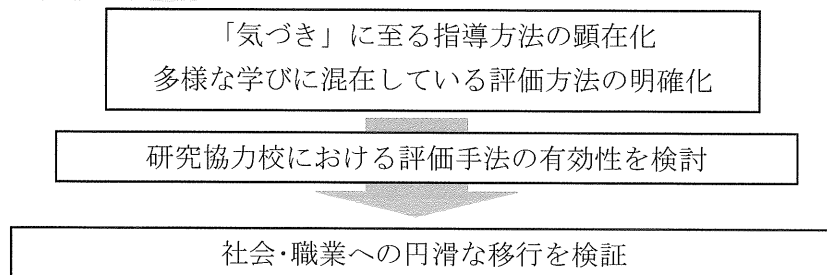 「気づき」に至る指導方法の顕在化
多様な学びに混在している評価方法の明確化
研究協力校における評価手法の有効性を検討
社会・職業への円滑な移行を検証